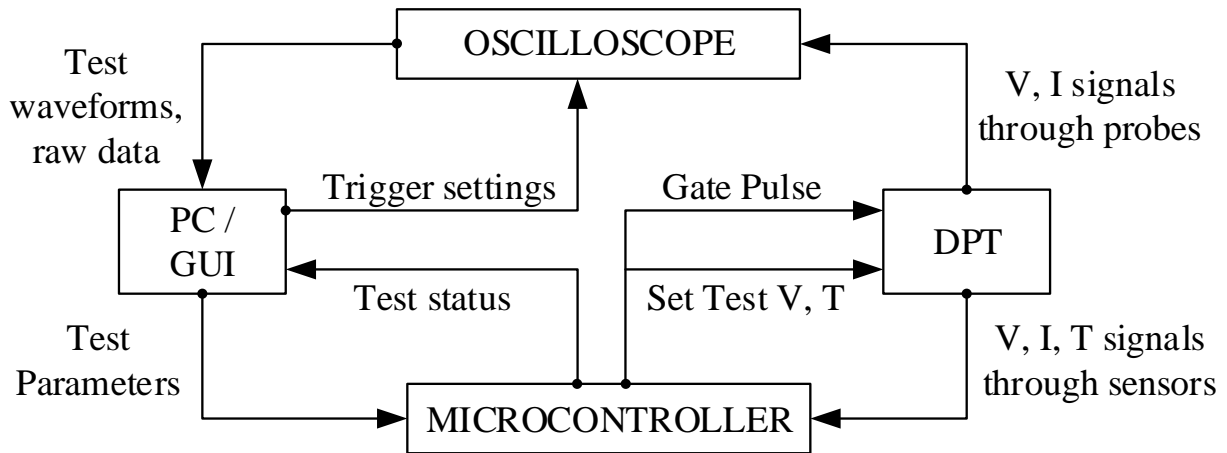 OSCILLOSCOPE
Test
waveforms,
raw data
V, I signals
through probes
Trigger settings
Gate Pulse
PC /
GUI
DPT
Test status
Set Test V, T
Test
Parameters
V, I, T signals
through sensors
MICROCONTROLLER